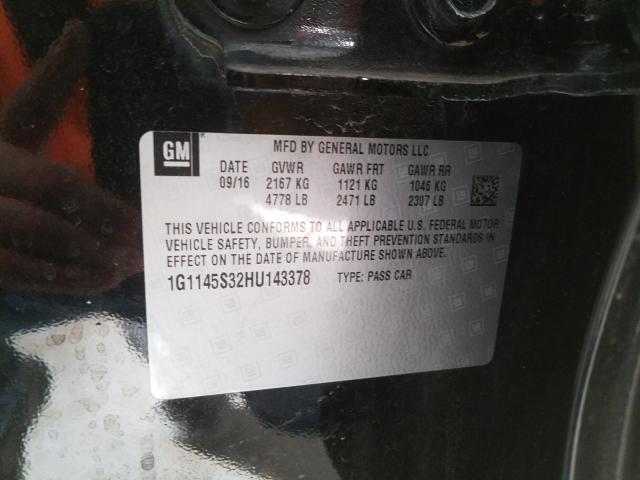 GM
MFD BY GENERAL MOTORS LLC
DATE GVWR GAWR FRT GAWR RR
09/16 2167 KG 1121 KG 1046 KG
4778 LB 2471 LB 2307 LB
THIS VEHICLE CONFORMS TO ALL APPLICABLE U.S. FEDERAL MOTOR
VEHICLE SAFETY, BUMPER, AND THEFT PREVENTION STANDARDS IN
EFFECT ON THE DATE OF MANUFACTURE SHOWN ABOVE.
1G1145S32HU143378 TYPE: PASS CAR